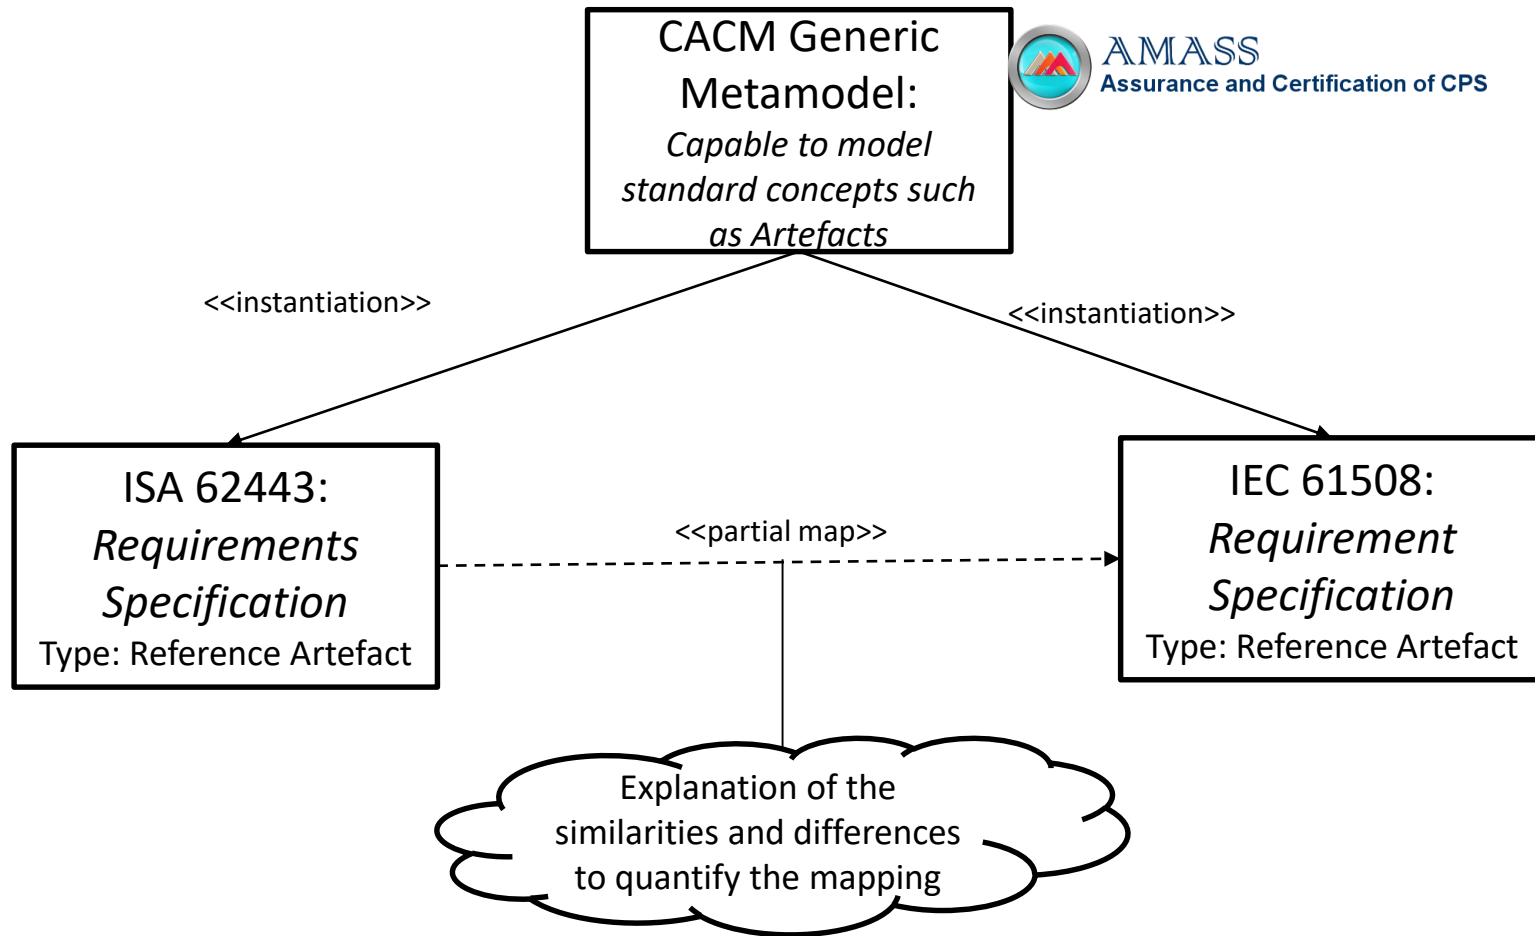 CACM Generic
Metamodel:
Capable to model
standard concepts such
as Artefacts
AMASS
Assurance and Certification of CPS
<<instantiation>>
<<instantiation>>
ISA 62443:
Requirements
Specification
Type: Reference Artefact
<<partial map>>
IEC 61508:
Requirement
Specification
Type: Reference Artefact
Explanation of the
similarities and differences
to quantify the mapping